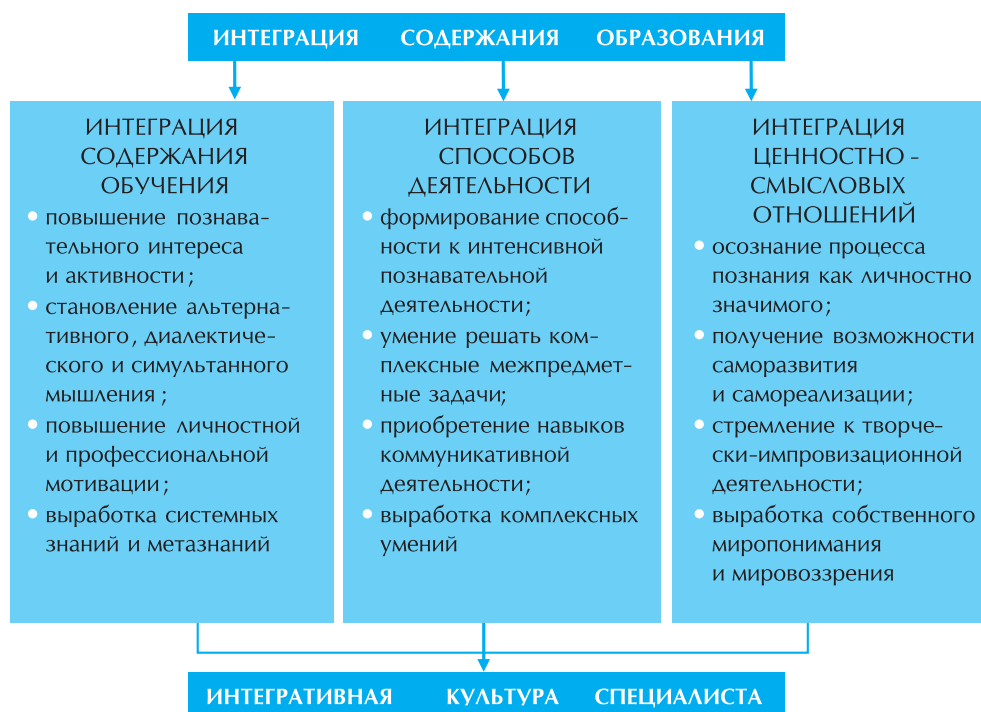 ИНТЕГРАЦИЯ СОДЕРЖАНИЯ ОБРАЗОВАНИЯ
ИНТЕГРАЦИЯ
СОДЕРЖАНИЯ
ОБУЧЕНИЯ
• повышение познава-
тельного интереса
и активности;
• становление альтерна-
тивного, диалектиче-
ского и симультанного
мышления;
• повышение личностной
и профессиональной
мотивации;
• выработка системных
знаний и метазнаний
ИНТЕГРАЦИЯ
СПОСОБОВ
ДЕЯТЕЛЬНОСТИ
• формирование способ-
ности к интенсивной
познавательной
деятельности;
• умение решать ком-
плексные межпредмет-
ные задачи;
• приобретение навыков
коммуникативной
деятельности;
• выработка комплексных
умений
ИНТЕГРАЦИЯ
ЦЕННОСТНО-
СМЫСЛОВЫХ
ОТНОШЕНИЙ
• осознание процесса
познания как личностно
значимого;
• получение возможности
саморазвития
и самореализации;
• стремление к творче-
ски-импровизационной
деятельности;
• выработка собственного
миропонимания
и мировоззрения
ИНТЕГРАТИВНАЯ КУЛЬТУРА СПЕЦИАЛИСТА